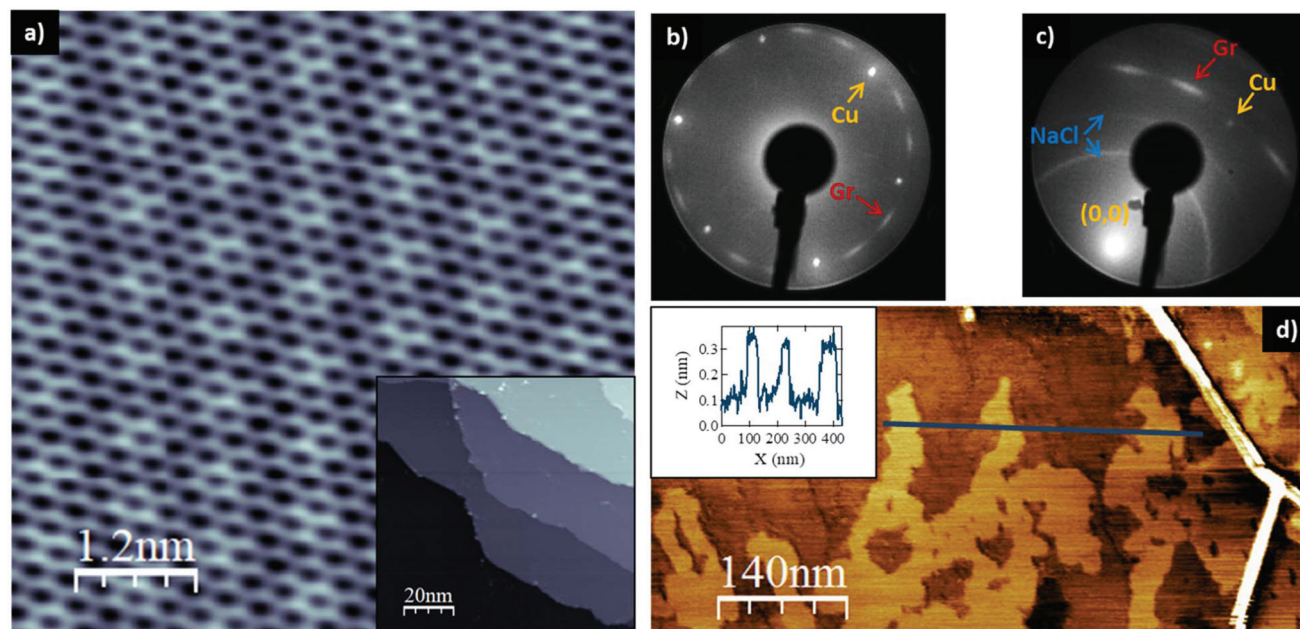 a)
1.2nm
20nm
b)
Cu
Gr
c)
Gr
Cu
NaCl
(0,0)
d)
Z (nm)
0.3
0.2
0.1
0.0
0 100 200 300 400
X (nm)
140nm